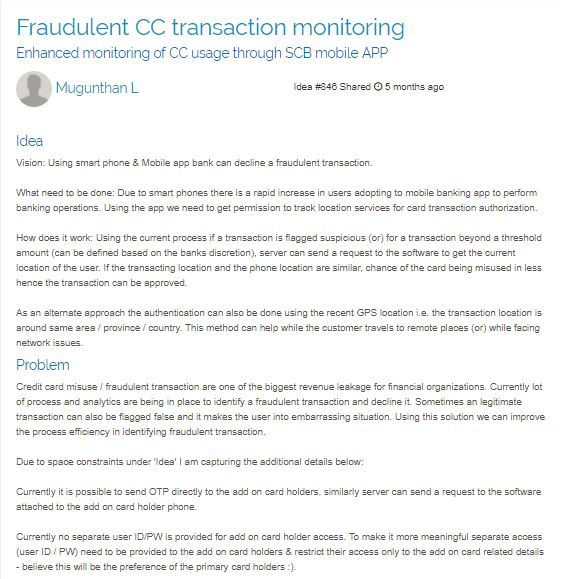 Fraudulent CC transaction monitoring
Enhanced monitoring of CC usage through SCB mobile APP
Mugunthan L
Idea #846 Shared 5 months ago
Idea
Vision: Using smart phone & Mobile app bank can decline a fraudulent transaction.
What need to be done: Due to smart phones there is a rapid increase in users adopting to mobile banking app to perform
banking operations. Using the app we need to get permission to track location services for card transaction authorization.
How does it work: Using the current process if a transaction is flagged suspicious (or) for a transaction beyond a threshold
amount (can be defined based on the banks discretion), server can send a request to the software to get the current
location of the user. If the transacting location and the phone location are similar, chance of the card being misused in less
hence the transaction can be approved.
As an alternate approach the authentication can also be done using the recent GPS location i.e. the transaction location is
around same area / province / country. This method can help while the customer travels to remote places (or) while facing
network issues.
Problem
Credit card misuse / fraudulent transaction are one of the biggest revenue leakage for financial organizations. Currently lot
of process and analytics are being in place to identify a fraudulent transaction and decline it. Sometimes an legitimate
transaction can also be flagged false and it makes the user into embarrassing situation. Using this solution we can improve
the process efficiency in identifying fraudulent transaction.
Due to space constraints under 'Idea' I am capturing the additional details below:
Currently it is possible to send OTP directly to the add on card holders, similarly server can send a request to the software
attached to the add on card holder phone.
Currently no separate user ID/PW is provided for add on card holder access. To make it more meaningful separate access
(user ID / PW) need to be provided to the add on card holders & restrict their access only to the add on card related details
- believe this will be the preference of the primary card holders :).